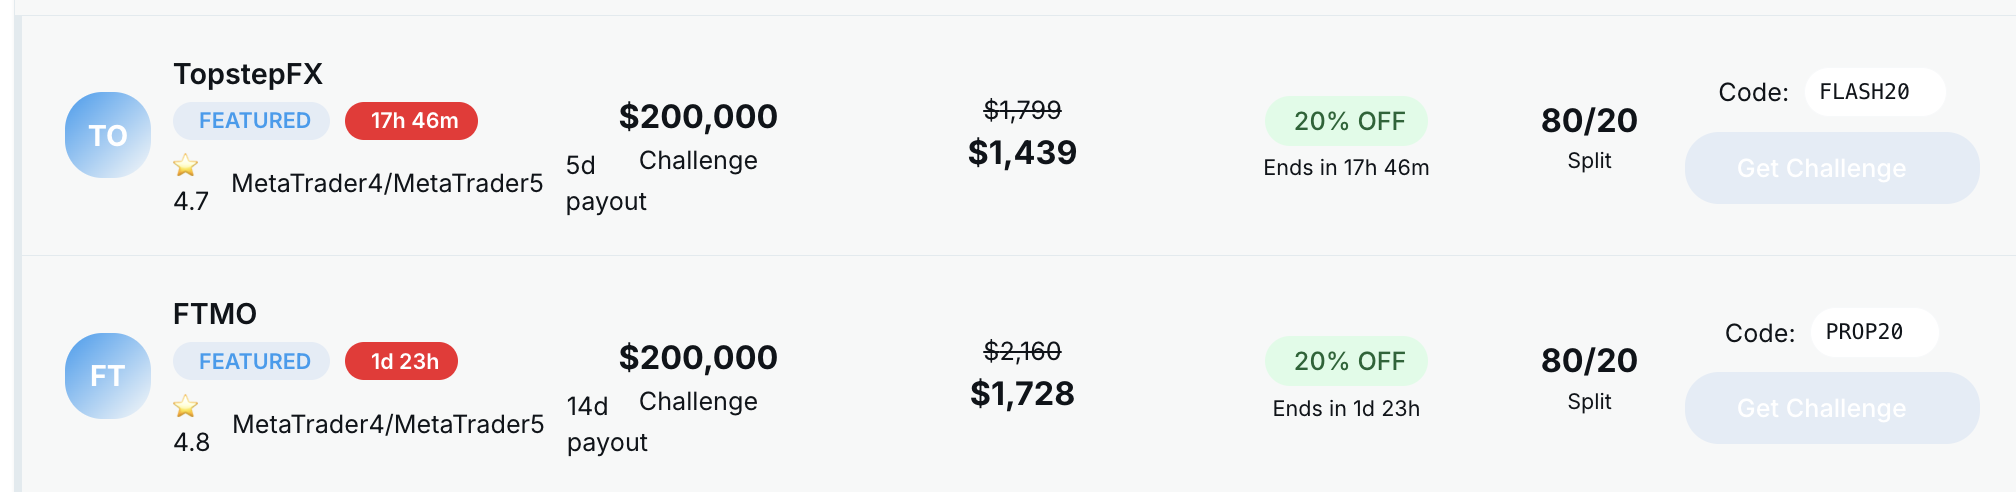 TopstepFX
TO
FEATURED 17h 46m
⭐
4.7
MetaTrader4/MetaTrader5
5d
payout
$200,000
Challenge
$1,799
$1,439
20% OFF
Ends in 17h 46m
80/20
Split
Code: FLASH20
Get Challenge
FTMO
FT
FEATURED 1d 23h
⭐
4.8
MetaTrader4/MetaTrader5
14d
payout
$200,000
Challenge
$2,160
$1,728
20% OFF
Ends in 1d 23h
80/20
Split
Code: PROP20
Get Challenge